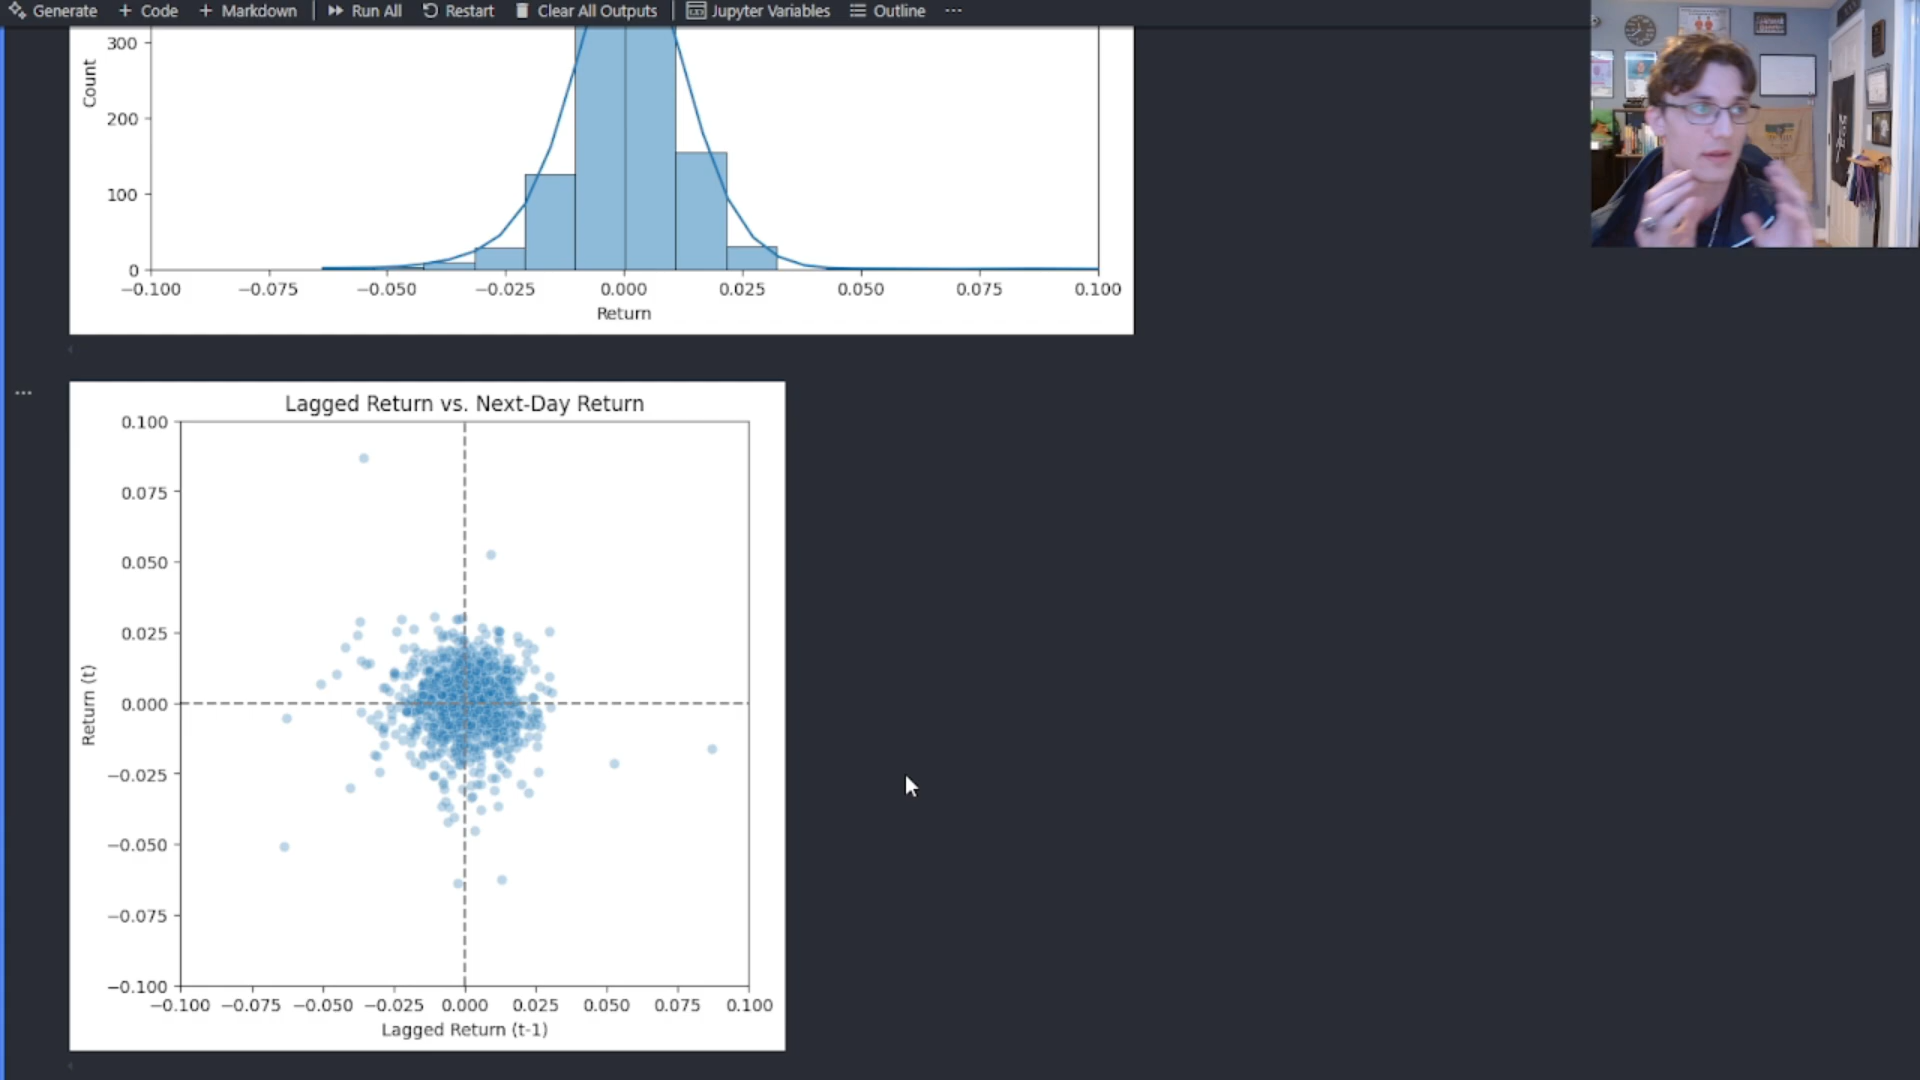 Generate + Code + Markdown Run All Restart Clear All Outputs Jupyter Variables Outline ...
Count
300
200
100
0
−0.100 −0.075 −0.050 −0.025 0.000 0.025 0.050 0.075 0.100
Return
Lagged Return vs. Next-Day Return
Return (t)
0.100
0.075
0.050
0.025
0.000
−0.025
−0.050
−0.075
−0.100
−0.100 −0.075 −0.050 −0.025 0.000 0.025 0.050 0.075 0.100
Lagged Return (t-1)